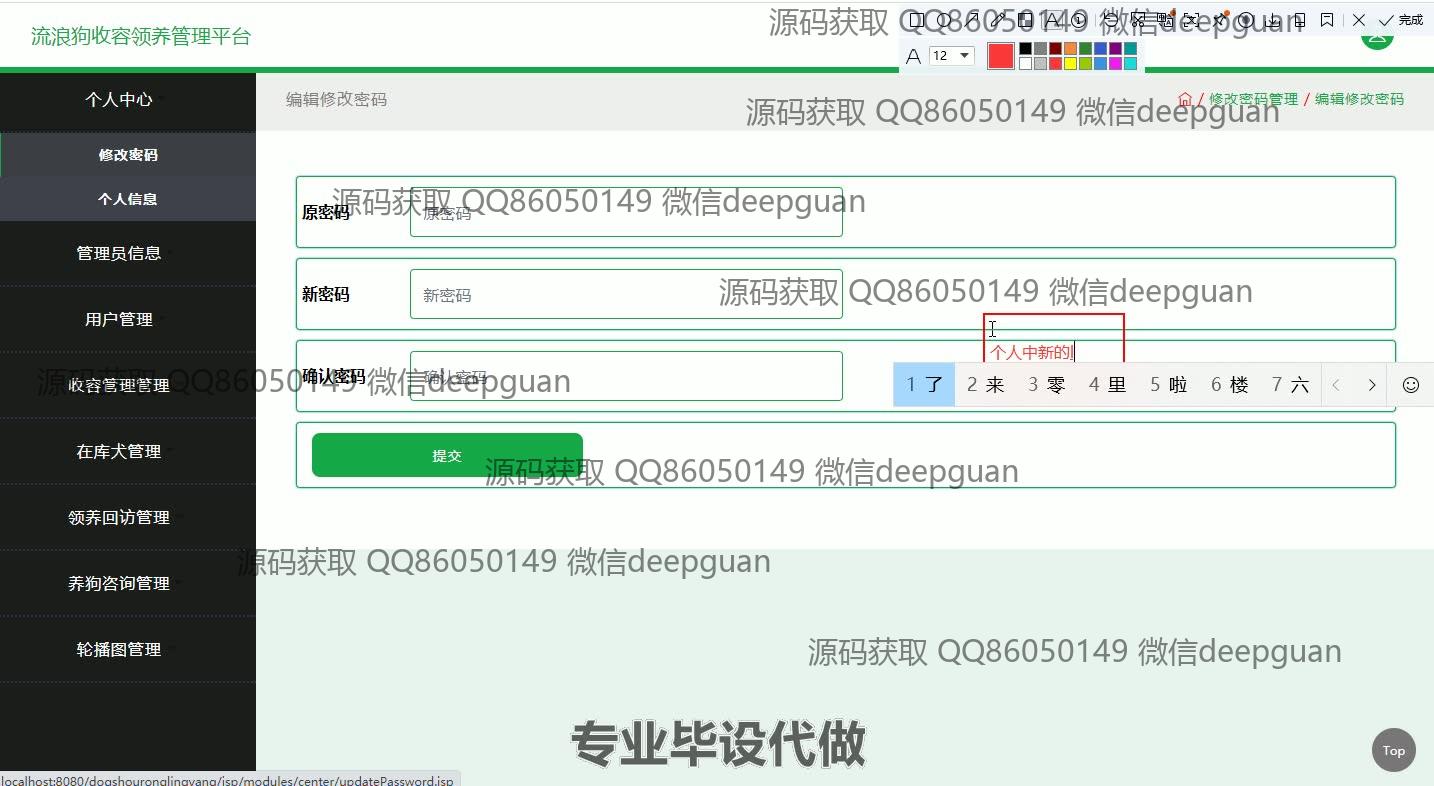 源码获取 QQ86050149 微信deepguan
流浪狗收容领养管理平台
完成
12
个人中心
编辑修改密码
/ 修改密码管理 / 编辑修改密码
源码获取 QQ86050149 微信deepguan
修改密码
个人信息
源码获取 QQ86050149 微信deepguan
原密码
原密码
管理员信息
新密码
新密码
源码获取 QQ86050149 微信deepguan
用户管理
个人中新的l
收容管理管理
源码获取 QQ86050149 微信deepguan
确认密码
确认密码
1 了 2 来 3 零 4 里 5 啦 6 楼 7 六
在库犬管理
提交
源码获取 QQ86050149 微信deepguan
领养回访管理
源码获取 QQ86050149 微信deepguan
养狗咨询管理
轮播图管理
源码获取 QQ86050149 微信deepguan
专业毕设代做
Top
localhost:8080/dogshouronglingyang/jsp/modules/center/updatePassword.jsp